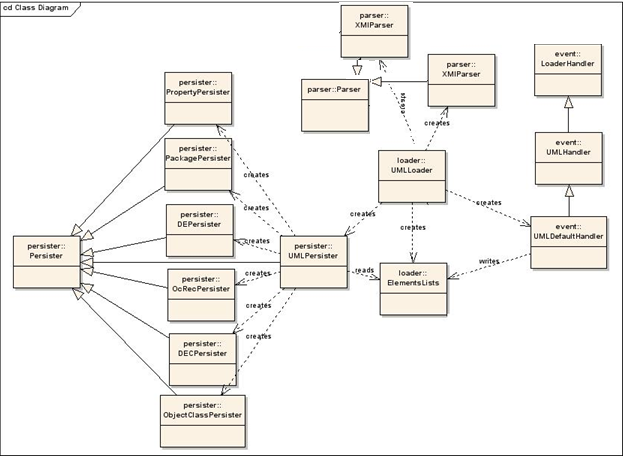 cd Class Diagram
parser::
XMIParser
parser::Parser
parser::
XMIParser
event::
LoaderHandler
persister::
PropertyPersister
creates
creates
persister::
PackagePersister
loader::
UMLLoader
event::
UMLHandler
creates
creates
persister::
DEPersister
creates
creates
creates
creates
event::
UMLDefaultHandler
persister::
Persister
persister::
UMLPersister
persister::
OcRecPersister
creates
reads
loader::
ElementsLists
writes
creates
persister::
DECPersister
creates
persister::
ObjectClassPersister